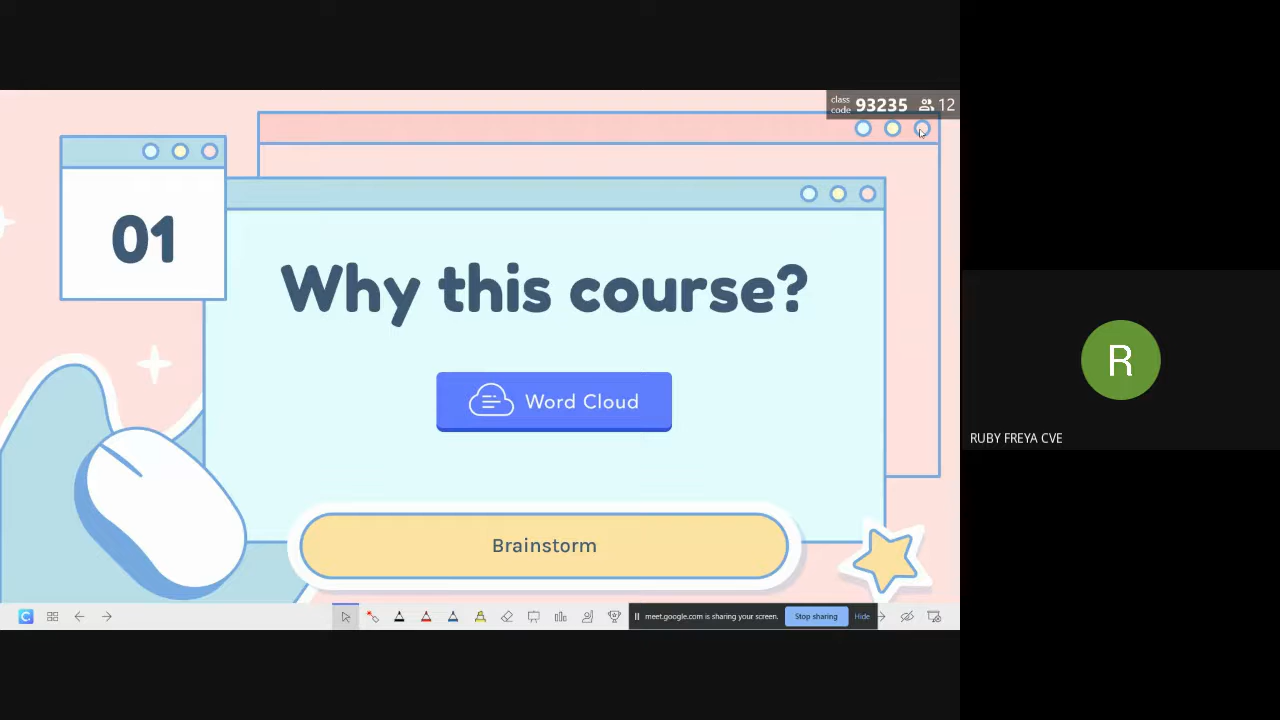 class
code 93235 12
01
Why this course?
Word Cloud
Brainstorm
R
RUBY FREYA CVE
C
meet.google.com is sharing your screen. Stop sharing Hide